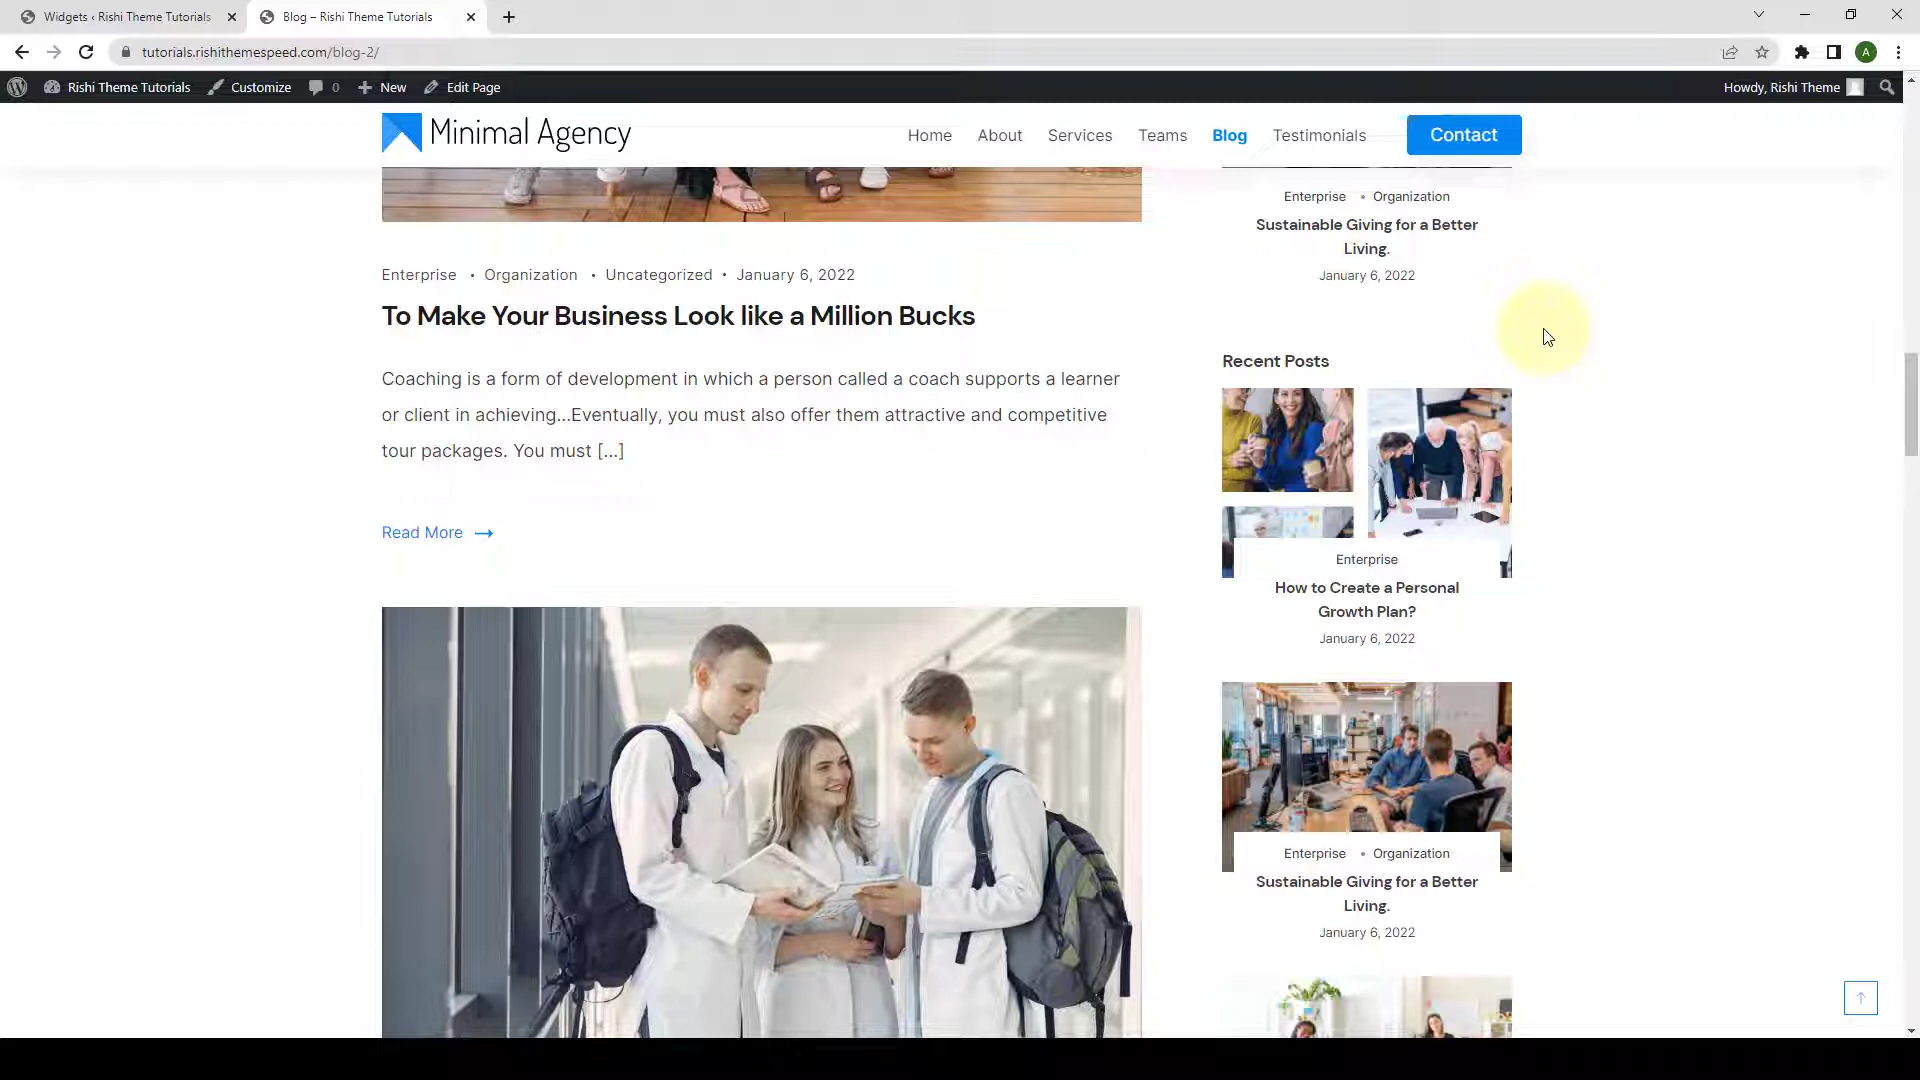 Widgets ‹ Rishi Theme Tutorials
Blog – Rishi Theme Tutorials
tutorials.rishithemespeed.com/blog-2/
A
Rishi Theme Tutorials
Customize
0
New
Edit Page
Howdy, Rishi Theme
Minimal Agency
Home
About
Services
Teams
Blog
Testimonials
Contact
Enterprise • Organization • Uncategorized • January 6, 2022
To Make Your Business Look like a Million Bucks
Coaching is a form of development in which a person called a coach supports a learner
or client in achieving...Eventually, you must also offer them attractive and competitive
tour packages. You must [...]
Read More →
Enterprise • Organization
Sustainable Giving for a Better
Living.
January 6, 2022
Recent Posts
Enterprise
How to Create a Personal
Growth Plan?
January 6, 2022
Enterprise • Organization
Sustainable Giving for a Better
Living.
January 6, 2022